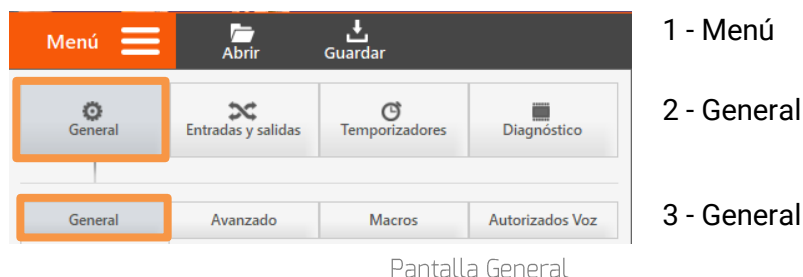 Menú
Abrir
Guardar
1 - Menú
General
Entradas y salidas
Temporizadores
Diagnóstico
2 - General
General
Avanzado
Macros
Autorizados Voz
3 - General
Pantalla General